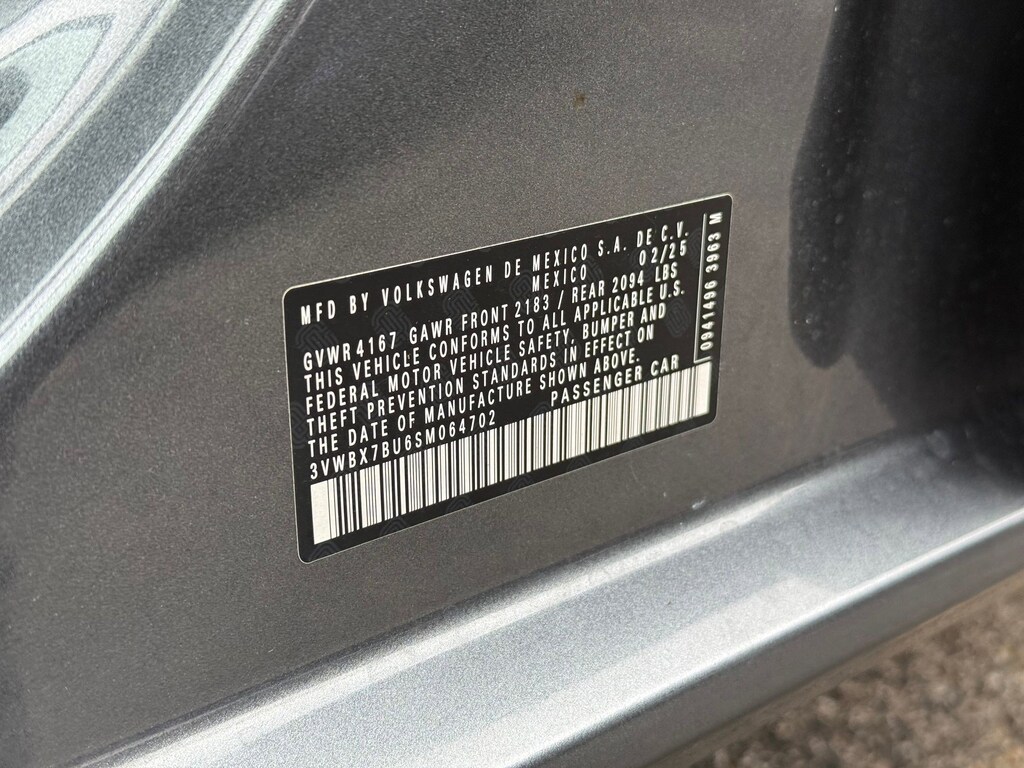 MFD BY VOLKSWAGEN DE MEXICO S.A. DE C.V.
MEXICO 02/25
GVWR 4167 GAWR FRONT 2183 / REAR 2094 LBS
THIS VEHICLE CONFORMS TO ALL APPLICABLE U.S.
FEDERAL MOTOR VEHICLE SAFETY, BUMPER AND
THEFT PREVENTION STANDARDS IN EFFECT ON
THE DATE OF MANUFACTURE SHOWN ABOVE.
3VWBX7BU6SM064702 PASSENGER CAR
0941496 3963 M